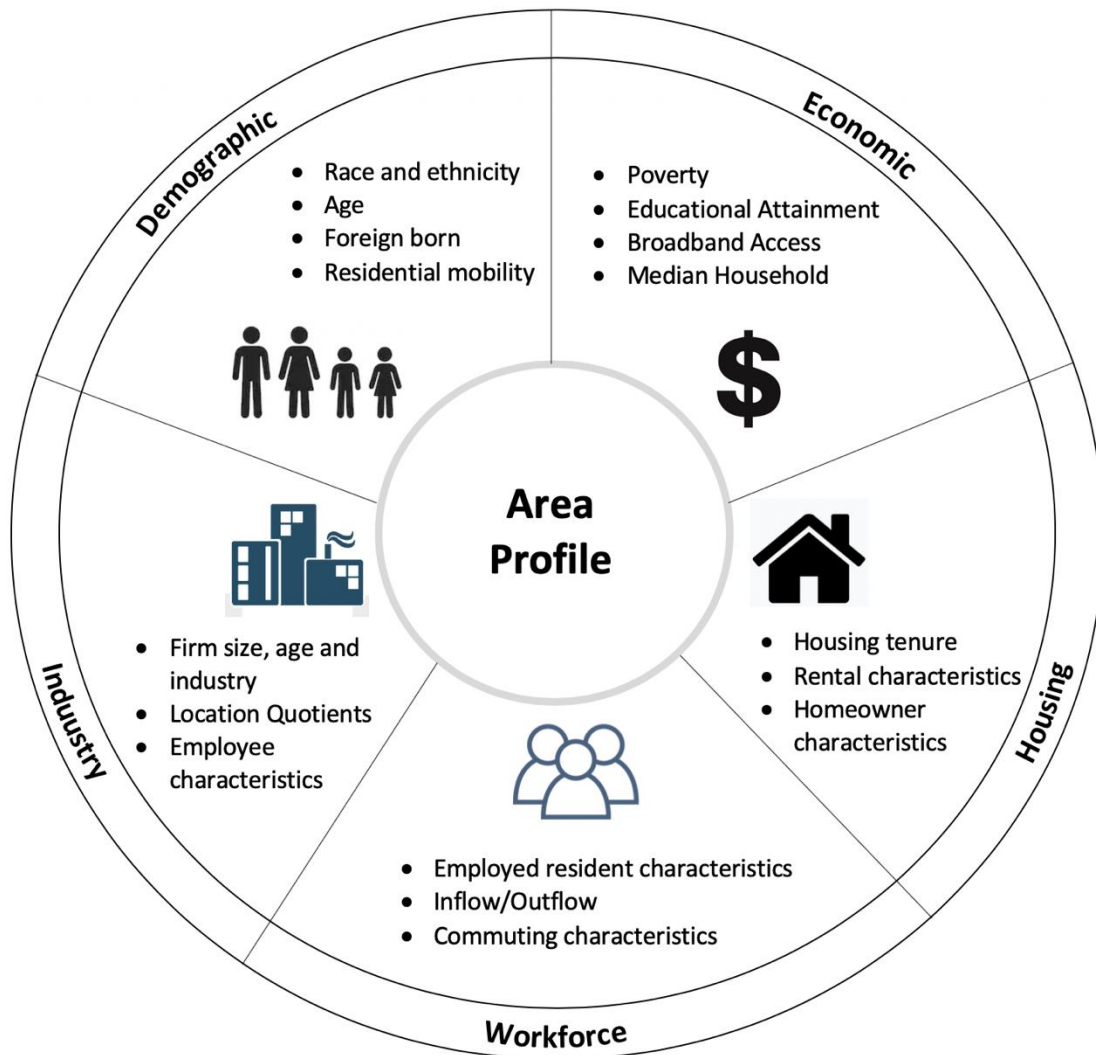 Demographic
• Race and ethnicity
• Age
• Foreign born
• Residential mobility
Economic
• Poverty
• Educational Attainment
• Broadband Access
• Median Household
$
Area
Profile
Induustry
• Firm size, age and
industry
• Location Quotients
• Employee
characteristics
Housing
• Housing tenure
• Rental characteristics
• Homeowner
characteristics
• Employed resident characteristics
• Inflow/Outflow
• Commuting characteristics
Workforce